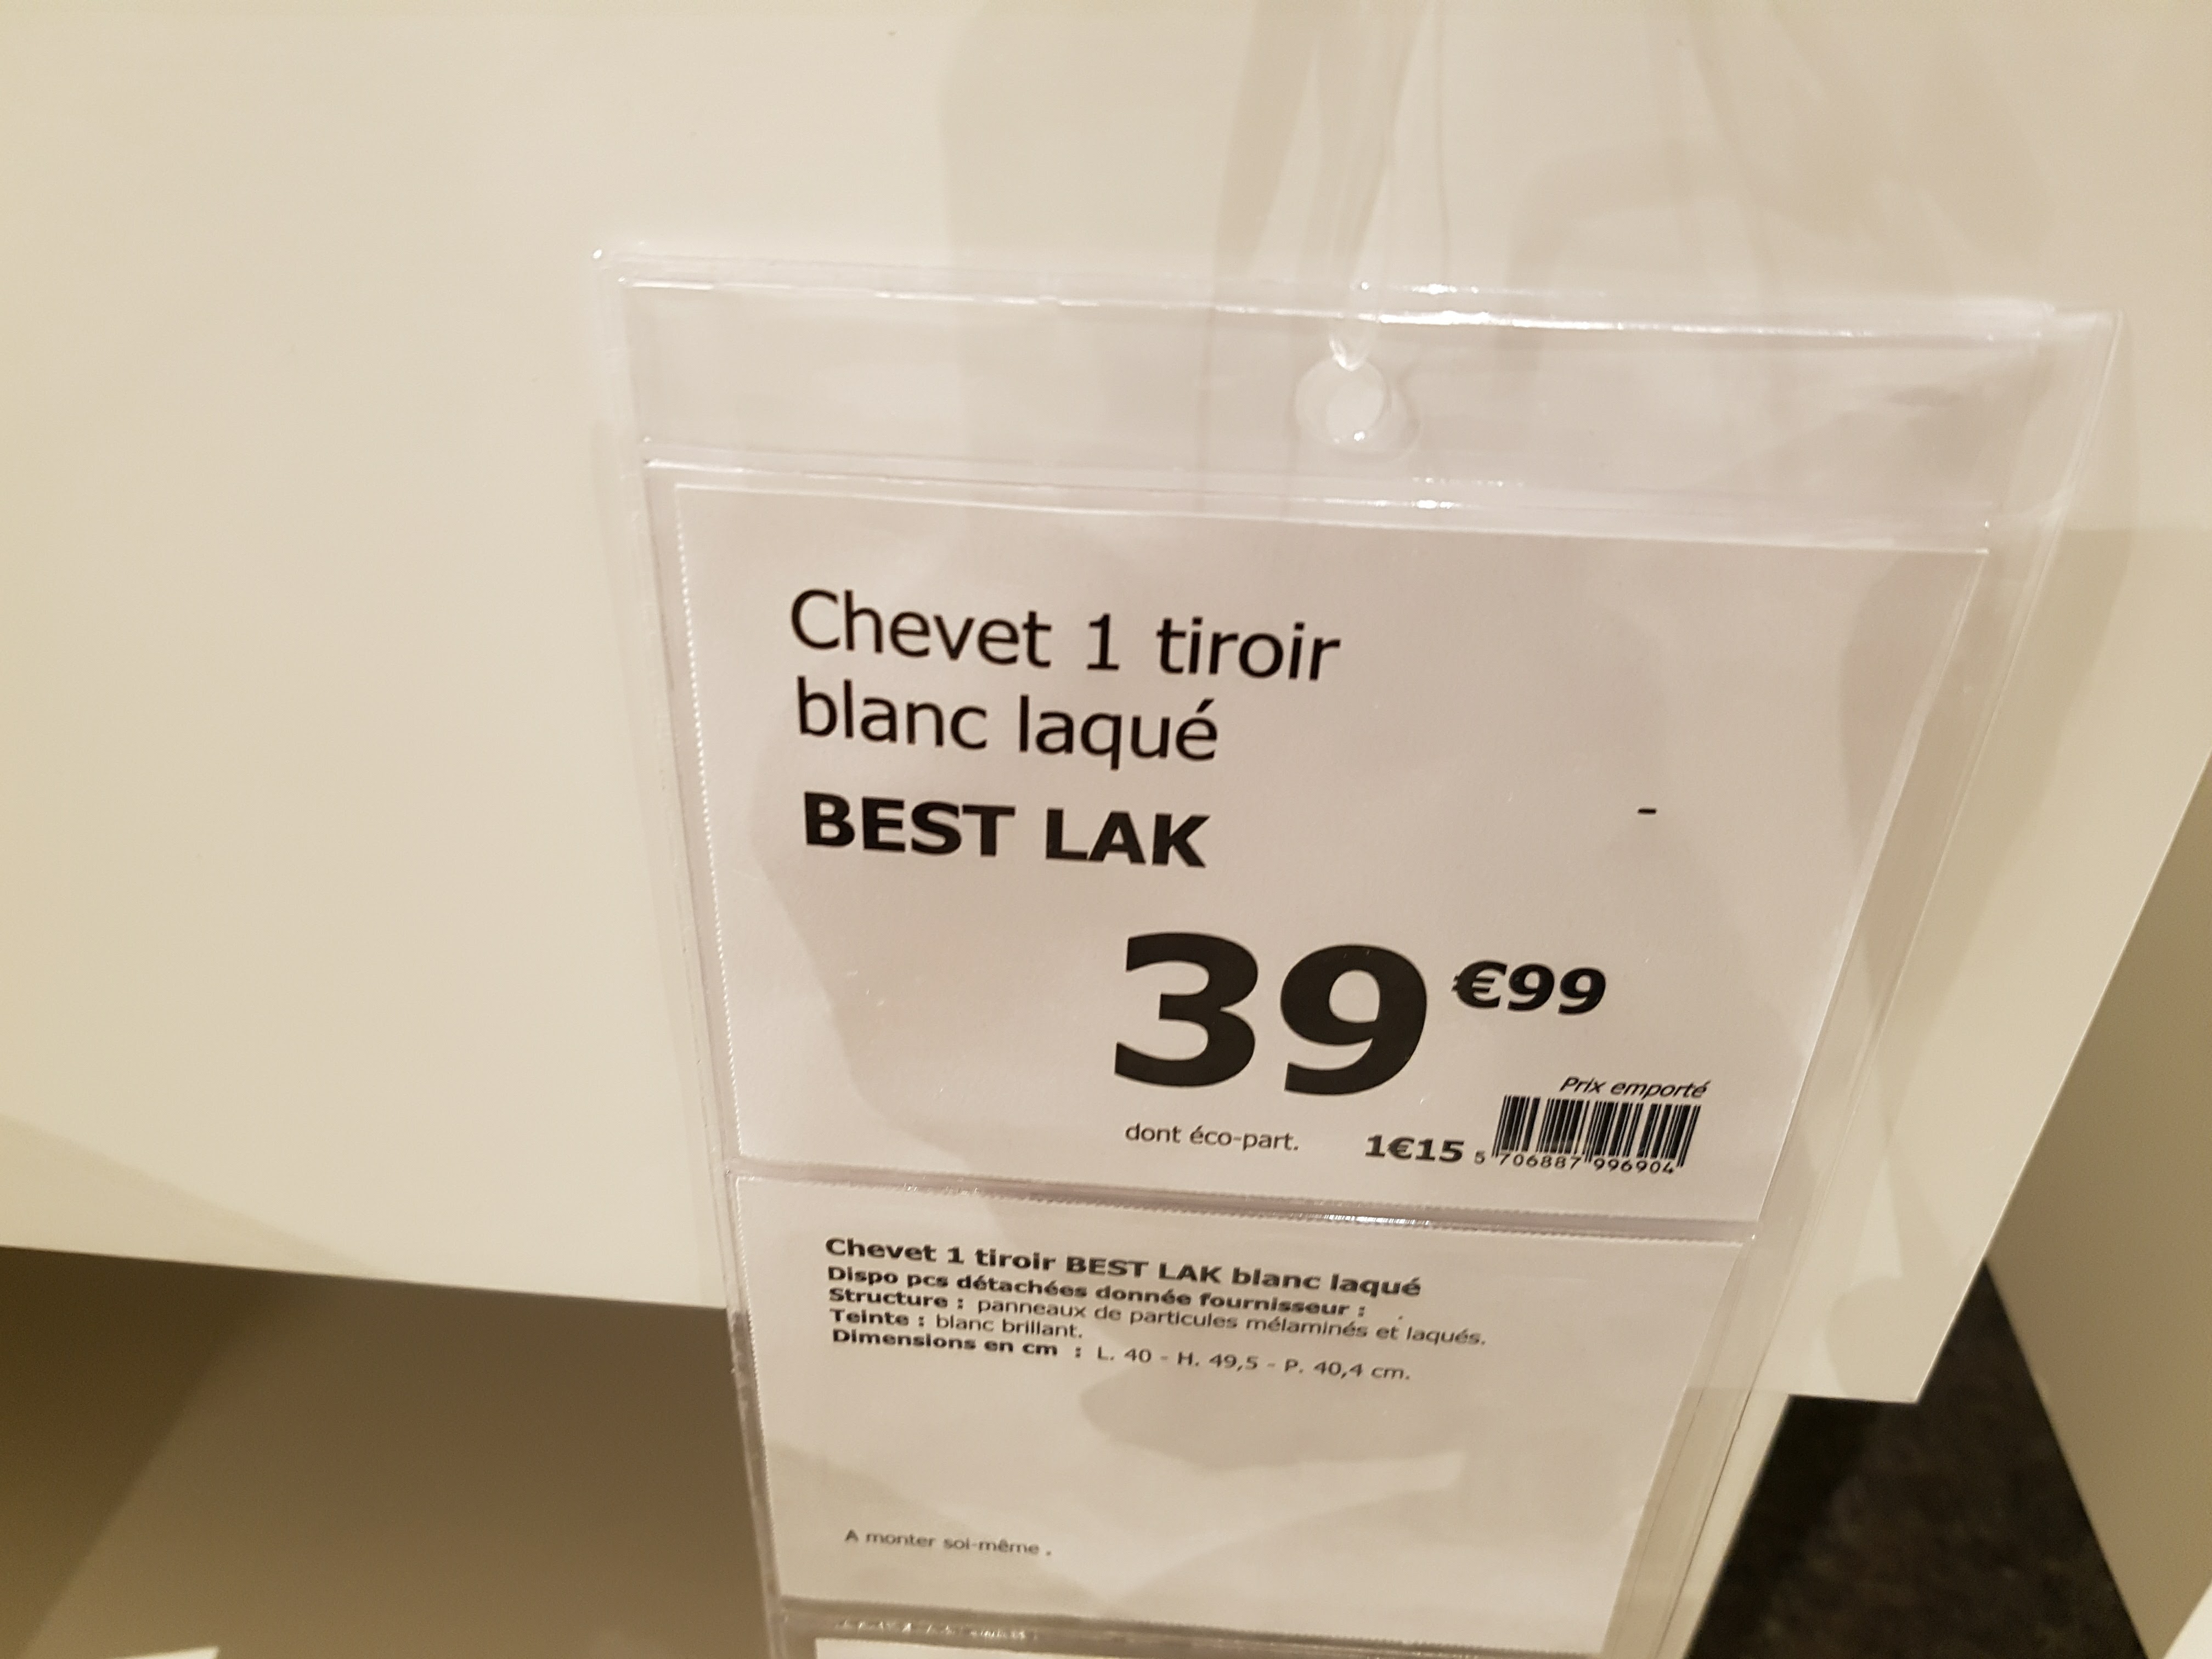 Chevet 1 tiroir
blanc laqué
BEST LAK
-
39 €99
Prix emporté
dont éco-part. 1€15
5 706887 996904
Chevet 1 tiroir BEST LAK blanc laqué
Dispo pcs détachées donnée fournisseur : .
Structure : panneaux de particules mélaminés et laqués.
Teinte : blanc brillant.
Dimensions en cm : L. 40 - H. 49,5 - P. 40,4 cm.
A monter soi-même .